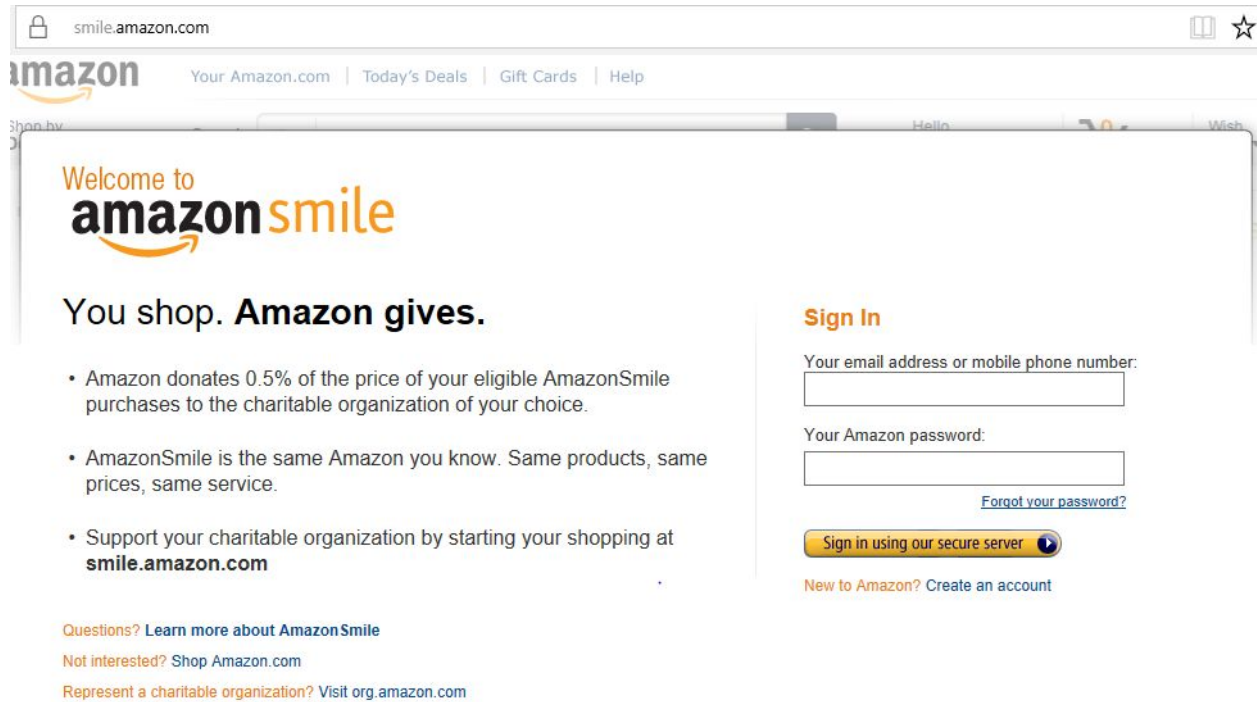 smile.amazon.com
amazon
Your Amazon.com | Today's Deals | Gift Cards | Help
Shop by
Hello
Wish
Welcome to
amazonsmile
You shop. Amazon gives.
• Amazon donates 0.5% of the price of your eligible AmazonSmile
purchases to the charitable organization of your choice.
• AmazonSmile is the same Amazon you know. Same products, same
prices, same service.
• Support your charitable organization by starting your shopping at
smile.amazon.com
Questions? Learn more about AmazonSmile
Not interested? Shop Amazon.com
Represent a charitable organization? Visit org.amazon.com
Sign In
Your email address or mobile phone number:
Your Amazon password:
Forgot your password?
Sign in using our secure server
New to Amazon? Create an account